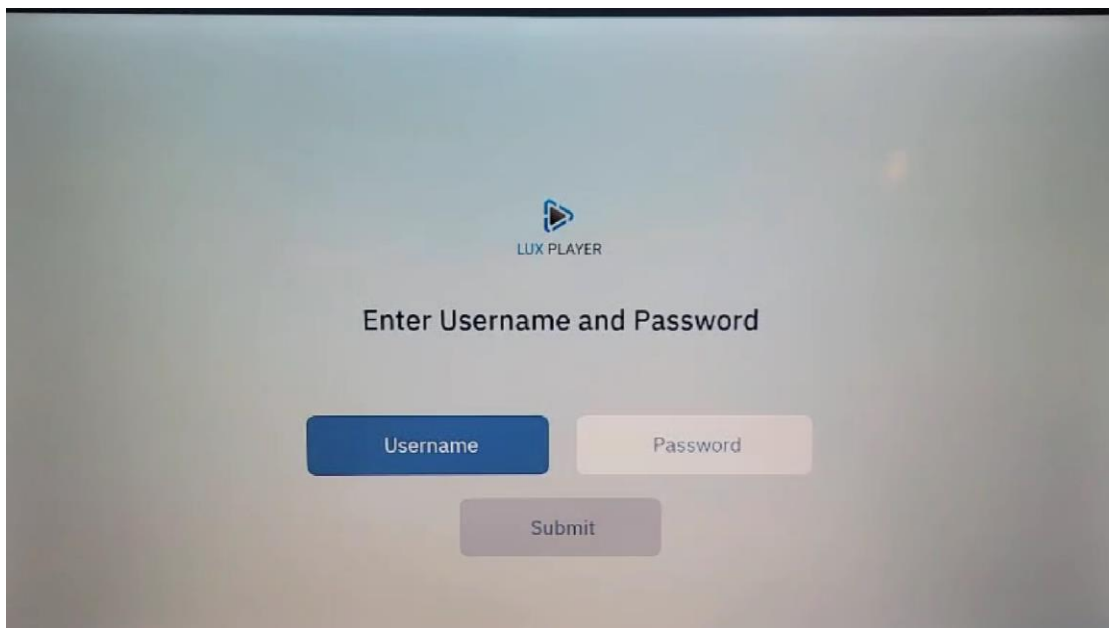 LUX PLAYER
Enter Username and Password
Username
Password
Submit